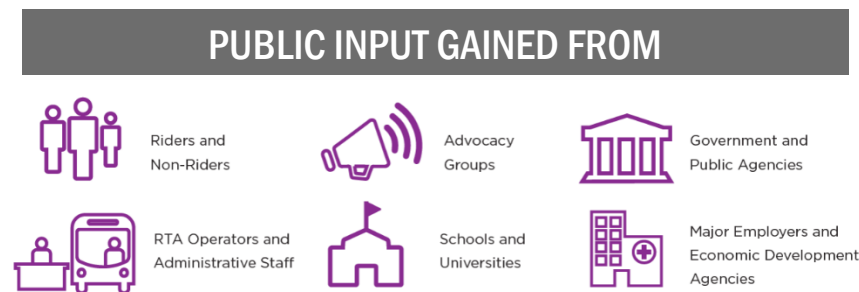 PUBLIC INPUT GAINED FROM
Riders and
Non-Riders
Advocacy
Groups
Government and
Public Agencies
RTA Operators and
Administrative Staff
Schools and
Universities
Major Employers and
Economic Development
Agencies